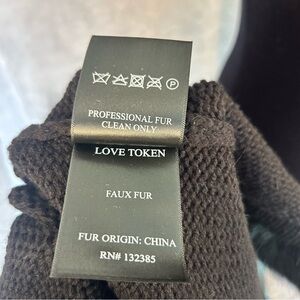 PROFESSIONAL FUR
CLEAN ONLY
LOVE TOKEN
FAUX FUR
FUR ORIGIN: CHINA
RN# 132385